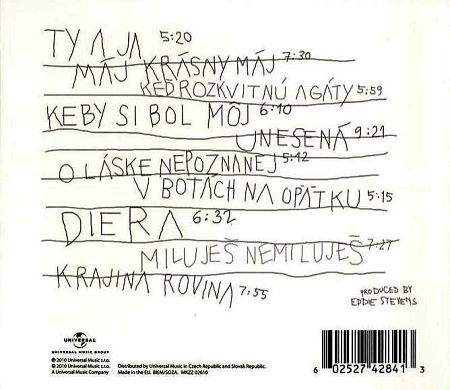 TY A JA 5:20
MÁJ KRÁSNY MÁJ 7:30
KEĎ ROZKVITNÚ AGÁTY 5:59
KEBY SI BOL MÔJ 6:10
UNESENÁ 9:21
O LÁSKE NEPOZNANEJ 5:12
V BOTÁCH NA OPÄTKU 5:15
DIERA 6:32
MILUJEŠ NEMILUJEŠ 7:27
KRAJINA ROVINA 7:55
PRODUCED BY
EDDIE STEVENS
UNIVERSAL
UNIVERSAL MUSIC GROUP
℗ 2010 Universal Music s.r.o.
© 2010 Universal Music s.r.o.
A Universal Music Company
Distributed by Universal Music in Czech Republic and Slovak Republic.
Made in the EU. BIEM/SOZA. MKZZ 02610
6 02527 42841 3